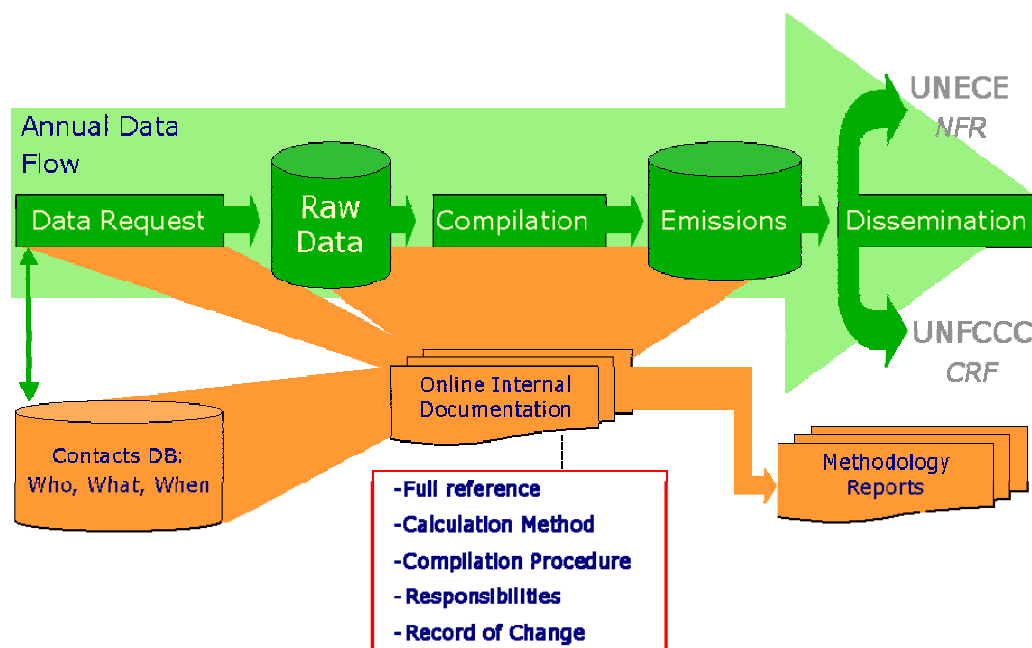 Annual Data
Flow
UNECE
NFR
Data Request
Raw
Data
Compilation
Emissions
Dissemination
UNFCCC
CRF
Online Internal
Documentation
Contacts DB:
Who, What, When
Methodology
Reports
-Full reference
-Calculation Method
-Compilation Procedure
-Responsibilities
-Record of Change